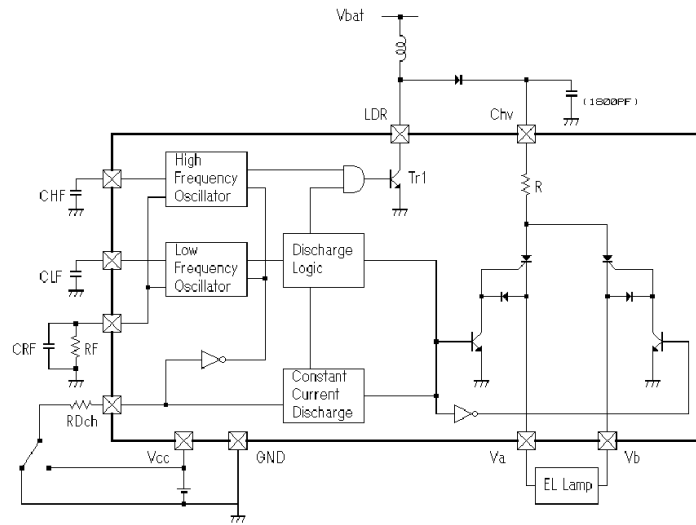 Vbat
(1800PF)
LDR
Chv
High
Frequency
Oscillator
Tr1
R
CHF
Low
Frequency
Oscillator
Discharge
Logic
CLF
CRF
RF
Constant
Current
Discharge
RDch
Vcc
GND
Va
Vb
EL Lamp